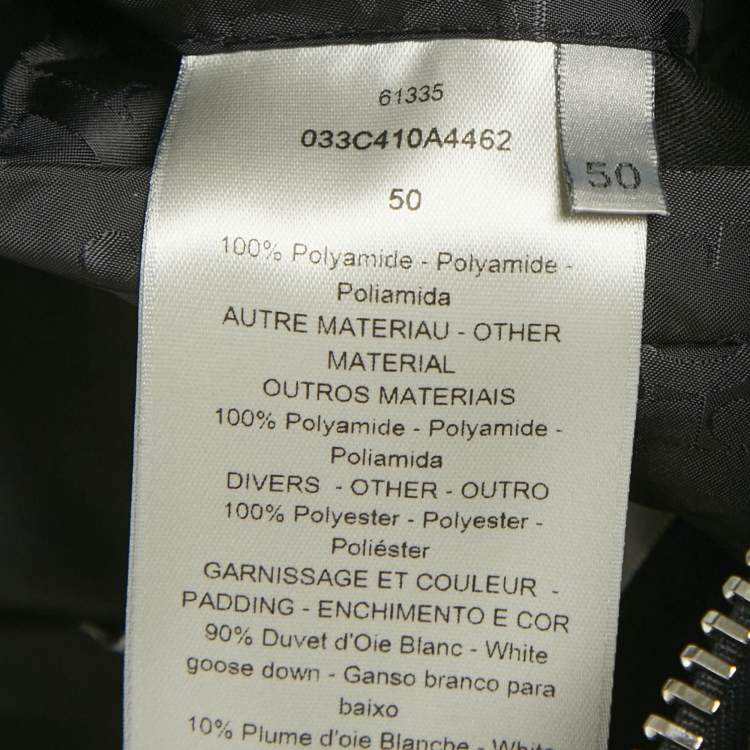 61335
033C410A4462
50
50
100% Polyamide - Polyamide -
Poliamida
AUTRE MATERIAU - OTHER
MATERIAL
OUTROS MATERIAIS
100% Polyamide - Polyamide -
Poliamida
DIVERS - OTHER - OUTRO
100% Polyester - Polyester -
Poliéster
GARNISSAGE ET COULEUR -
PADDING - ENCHIMENTO E COR
90% Duvet d'Oie Blanc - White
goose down - Ganso branco para
baixo
10% Plume d'oie Blanche - White